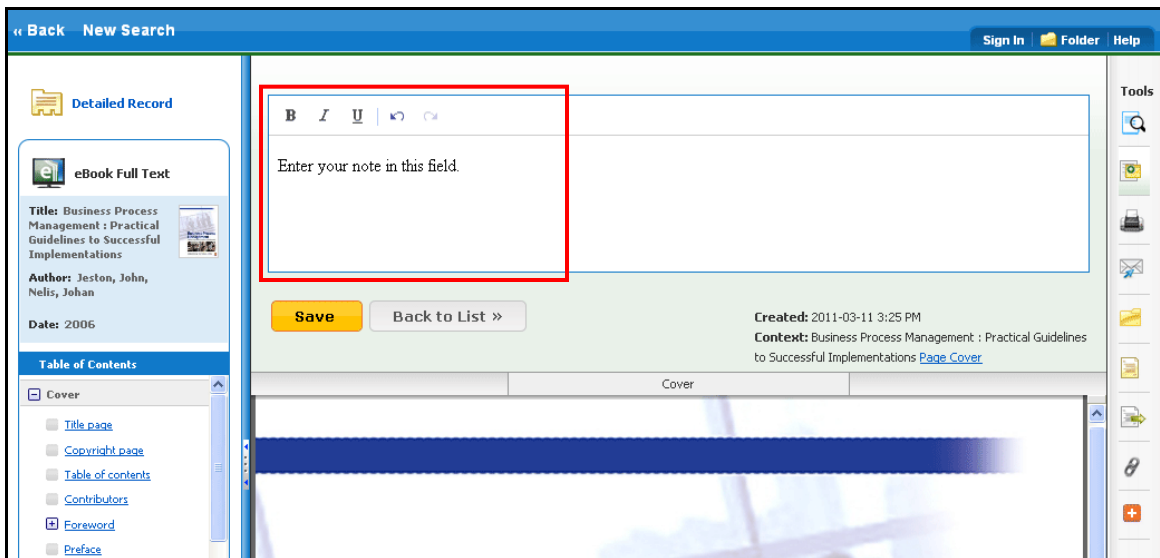 « Back New Search
Sign In Folder Help
Detailed Record
eBook Full Text
Title: Business Process
Management : Practical
Guidelines to Successful
Implementations
Author: Jeston, John,
Nelis, Johan
Date: 2006
Table of Contents
Cover
Title page
Copyright page
Table of contents
Contributors
Foreword
Preface
B I U
Enter your note in this field.
Save Back to List »
Created: 2011-03-11 3:25 PM
Context: Business Process Management : Practical Guidelines
to Successful Implementations Page Cover
Cover
Tools